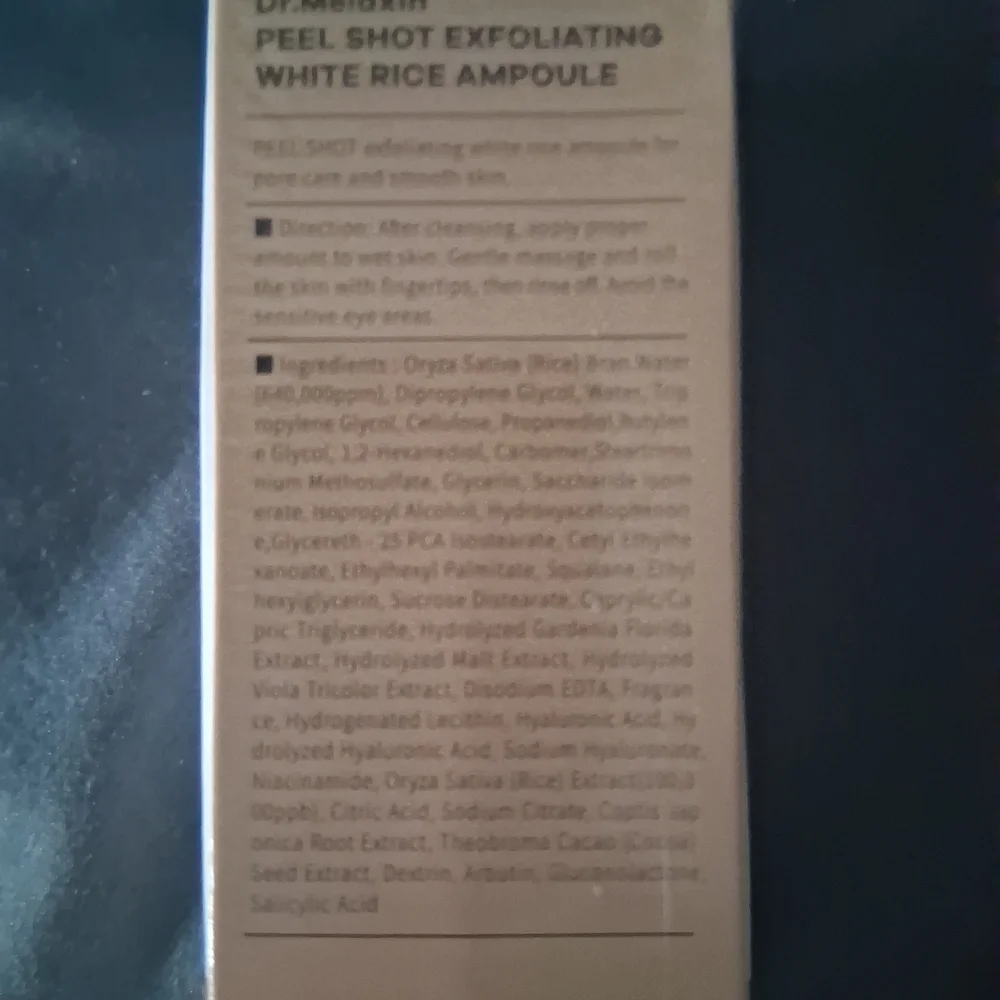 Dr.Melaxin
PEEL SHOT EXFOLIATING
WHITE RICE AMPOULE
PEEL SHOT exfoliating white rice ampoule for
pore care and smooth skin.
■ Direction: After cleansing, apply proper
amount to wet skin. Gentle massage and roll
the skin with fingertips, then rinse off. Avoid the
sensitive eye areas.
■ Ingredients : Oryza Sativa (Rice) Bran Water
(640,000ppm), Dipropylene Glycol, Water, Trip
ropylene Glycol, Cellulose, Propanediol,Butylen
e Glycol, 1,2-Hexanediol, Carbomer,Steartrimo
nium Methosulfate, Glycerin, Saccharide Isom
erate, Isopropyl Alcohol, Hydroxyacetophenon
e,Glycereth - 25 PCA Isostearate, Cetyl Ethylhe
xanoate, Ethylhexyl Palmitate, Squalane, Ethyl
hexylglycerin, Sucrose Distearate, Cyprylic/Ca
pric Triglyceride, Hydrolyzed Gardenia Florida
Extract, Hydrolyzed Malt Extract, Hydrolyzed
Viola Tricolor Extract, Disodium EDTA, Fragran
ce, Hydrogenated Lecithin, Hyaluronic Acid, Hy
drolyzed Hyaluronic Acid, Sodium Hyaluronate,
Niacinamide, Oryza Sativa (Rice) Extract(100,0
00ppb), Citric Acid, Sodium Citrate, Coptis Jap
onica Root Extract, Theobroma Cacao (Cocoa)
Seed Extract, Dextrin, Arbutin, Gluconolactone,
Salicylic Acid